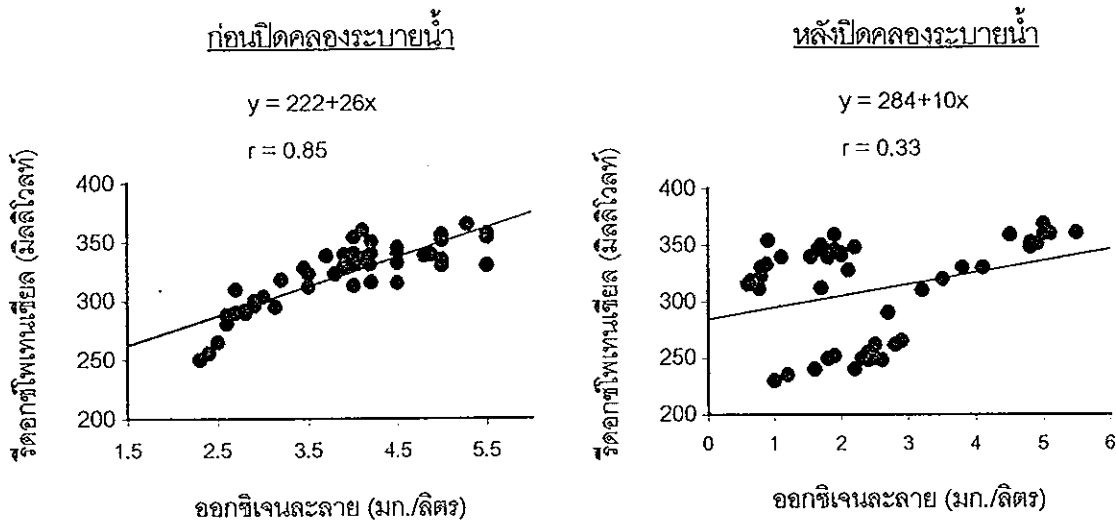 ก่อนปิดคลองระบายน้ำ
y = 222+26x
r = 0.85
รีดอกซ์โพเทนเชียล (มิลลิโวลท์)
400
350
300
250
200
1.5
2.5
3.5
4.5
5.5
ออกซิเจนละลาย (มก./ลิตร)
หลังปิดคลองระบายน้ำ
y = 284+10x
r = 0.33
รีดอกซ์โพเทนเชียล (มิลลิโวลท์)
400
350
300
250
200
0
1
2
3
4
5
6
ออกซิเจนละลาย (มก./ลิตร)